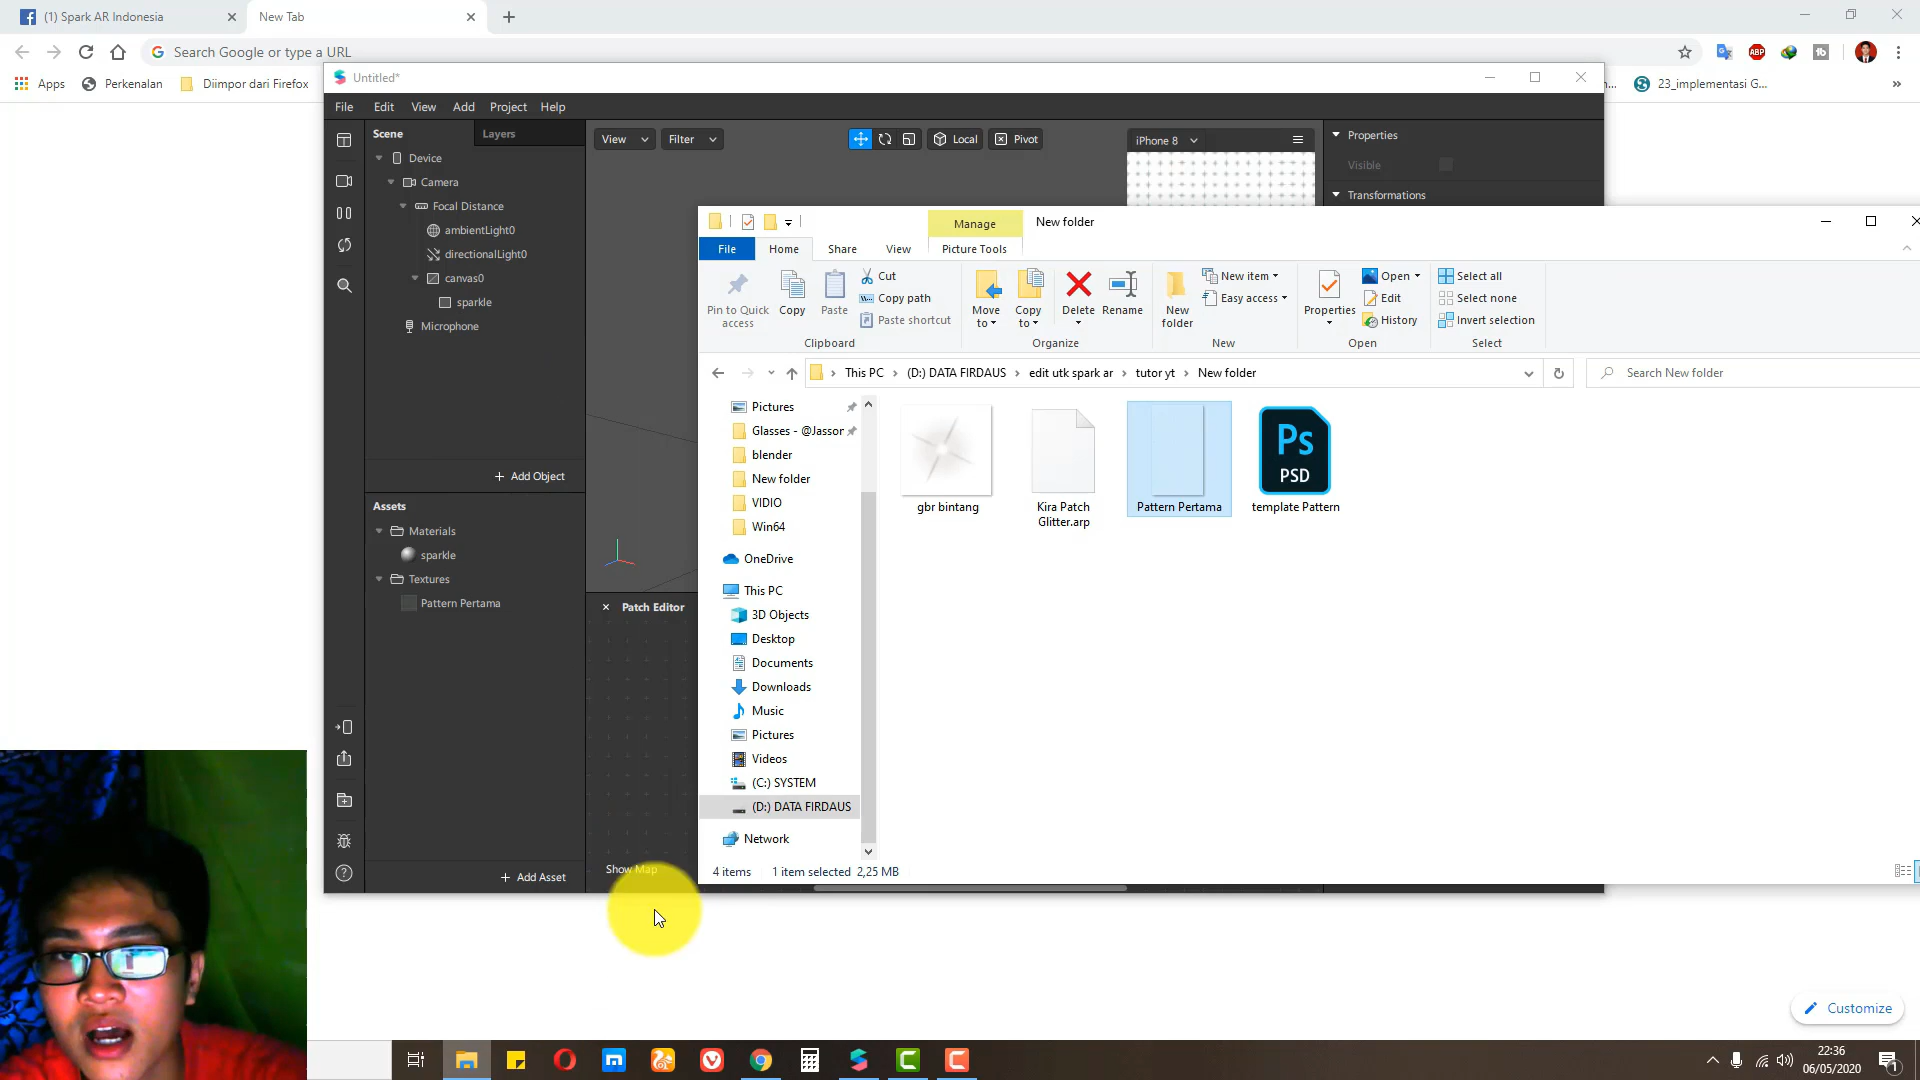 (1) Spark AR Indonesia
New Tab
Search Google or type a URL
Apps
Perkenalan
Diimpor dari Firefox
23_implementasi G...
Untitled*
File Edit View Add Project Help
Scene
Layers
View
Filter
Local
Pivot
iPhone 8
Properties
Visible
Transformations
Device
Camera
Focal Distance
ambientLight0
directionalLight0
canvas0
sparkle
Microphone
Add Object
Assets
Materials
sparkle
Textures
Pattern Pertama
Add Asset
Patch Editor
Show Map
Manage
New folder
File
Home
Share
View
Picture Tools
Pin to Quick access
Copy
Paste
Cut
Copy path
Paste shortcut
Clipboard
Move to
Copy to
Delete
Rename
Organize
New folder
New item
Easy access
New
Properties
Open
Edit
History
Open
Select all
Select none
Invert selection
Select
This PC
(D:) DATA FIRDAUS
edit utk spark ar
tutor yt
New folder
Search New folder
Pictures
Glasses - @Jassor
blender
New folder
VIDIO
Win64
OneDrive
This PC
3D Objects
Desktop
Documents
Downloads
Music
Pictures
Videos
(C:) SYSTEM
(D:) DATA FIRDAUS
Network
gbr bintang
Kira Patch
Glitter.arp
Pattern Pertama
Ps
PSD
template Pattern
4 items
1 item selected 2,25 MB
Customize
22:36
06/05/2020